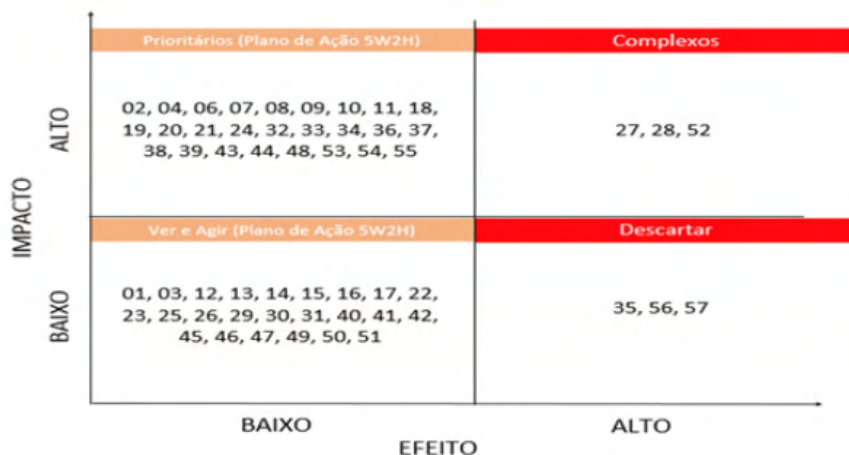 Prioritários (Plano de Ação 5W2H)
Complexos
ALTO
02, 04, 06, 07, 08, 09, 10, 11, 18,
19, 20, 21, 24, 32, 33, 34, 36, 37,
38, 39, 43, 44, 48, 53, 54, 55
27, 28, 52
IMPACTO
Ver e Agir (Plano de Ação 5W2H)
Descartar
BAIXO
01, 03, 12, 13, 14, 15, 16, 17, 22,
23, 25, 26, 29, 30, 31, 40, 41, 42,
45, 46, 47, 49, 50, 51
35, 56, 57
BAIXO
ALTO
EFEITO